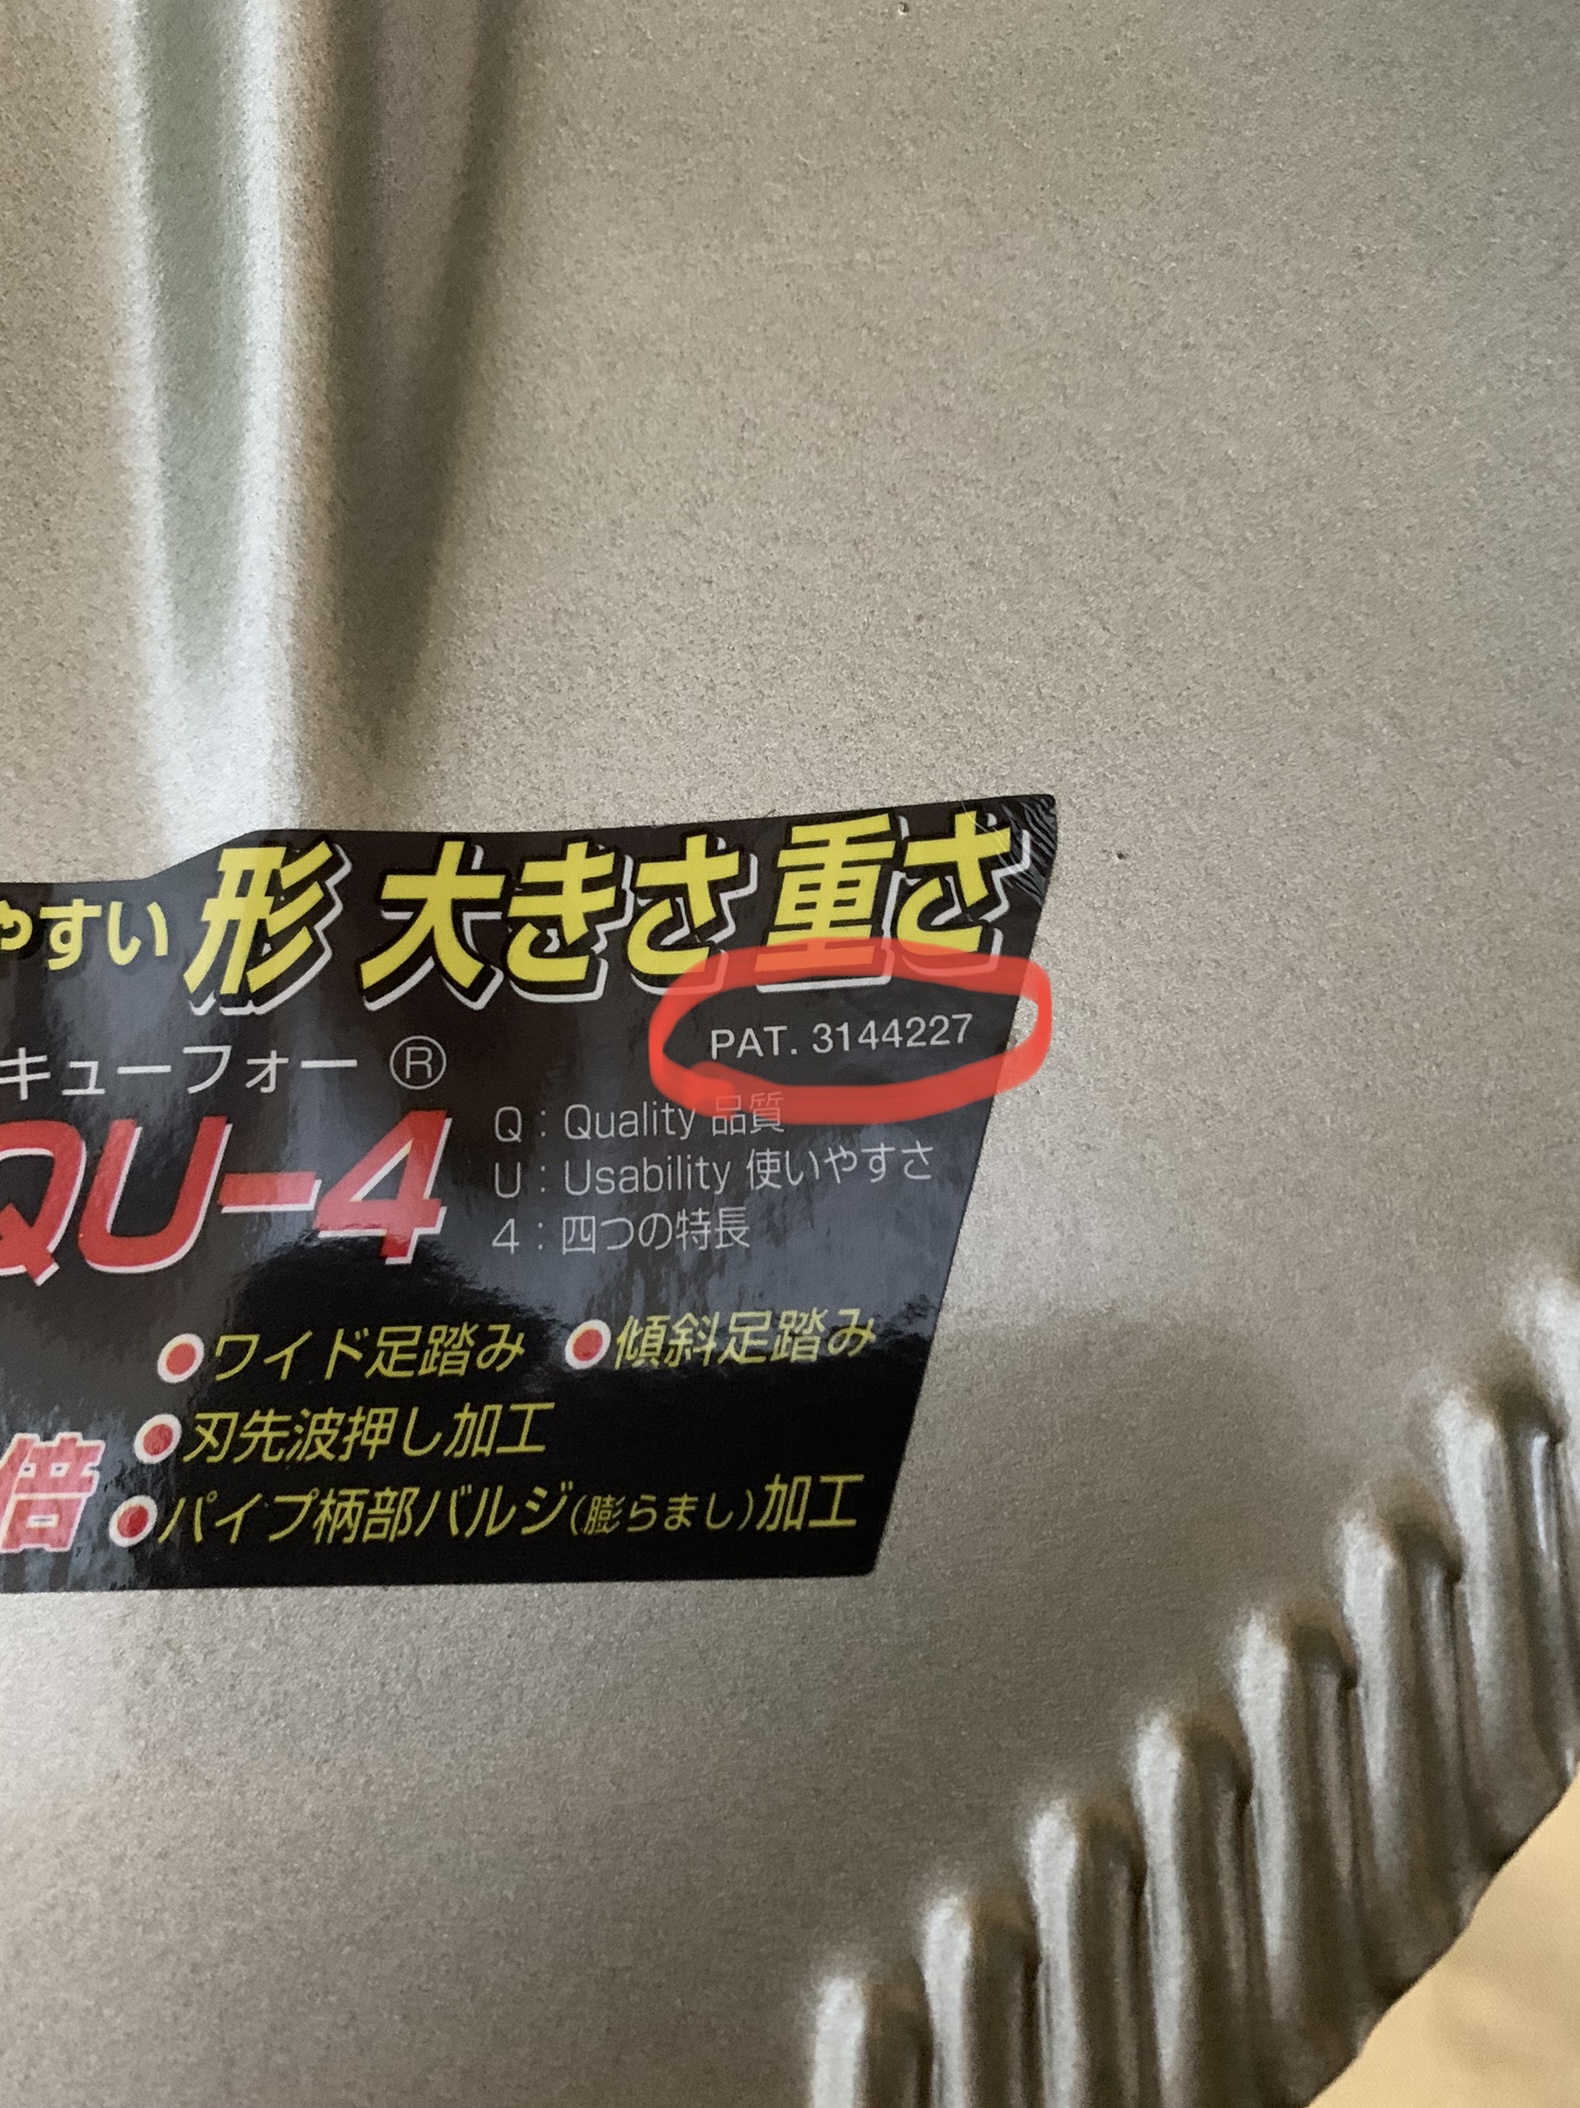 やすい 形 大きさ 重さ
PAT. 3144227
キューフォー ®
QU-4
Q : Quality 品質
U : Usability 使いやすさ
4 : 四つの特長
●ワイド足踏み ●傾斜足踏み
●刃先波押し加工
倍
●パイプ柄部バルジ(膨らまし)加工